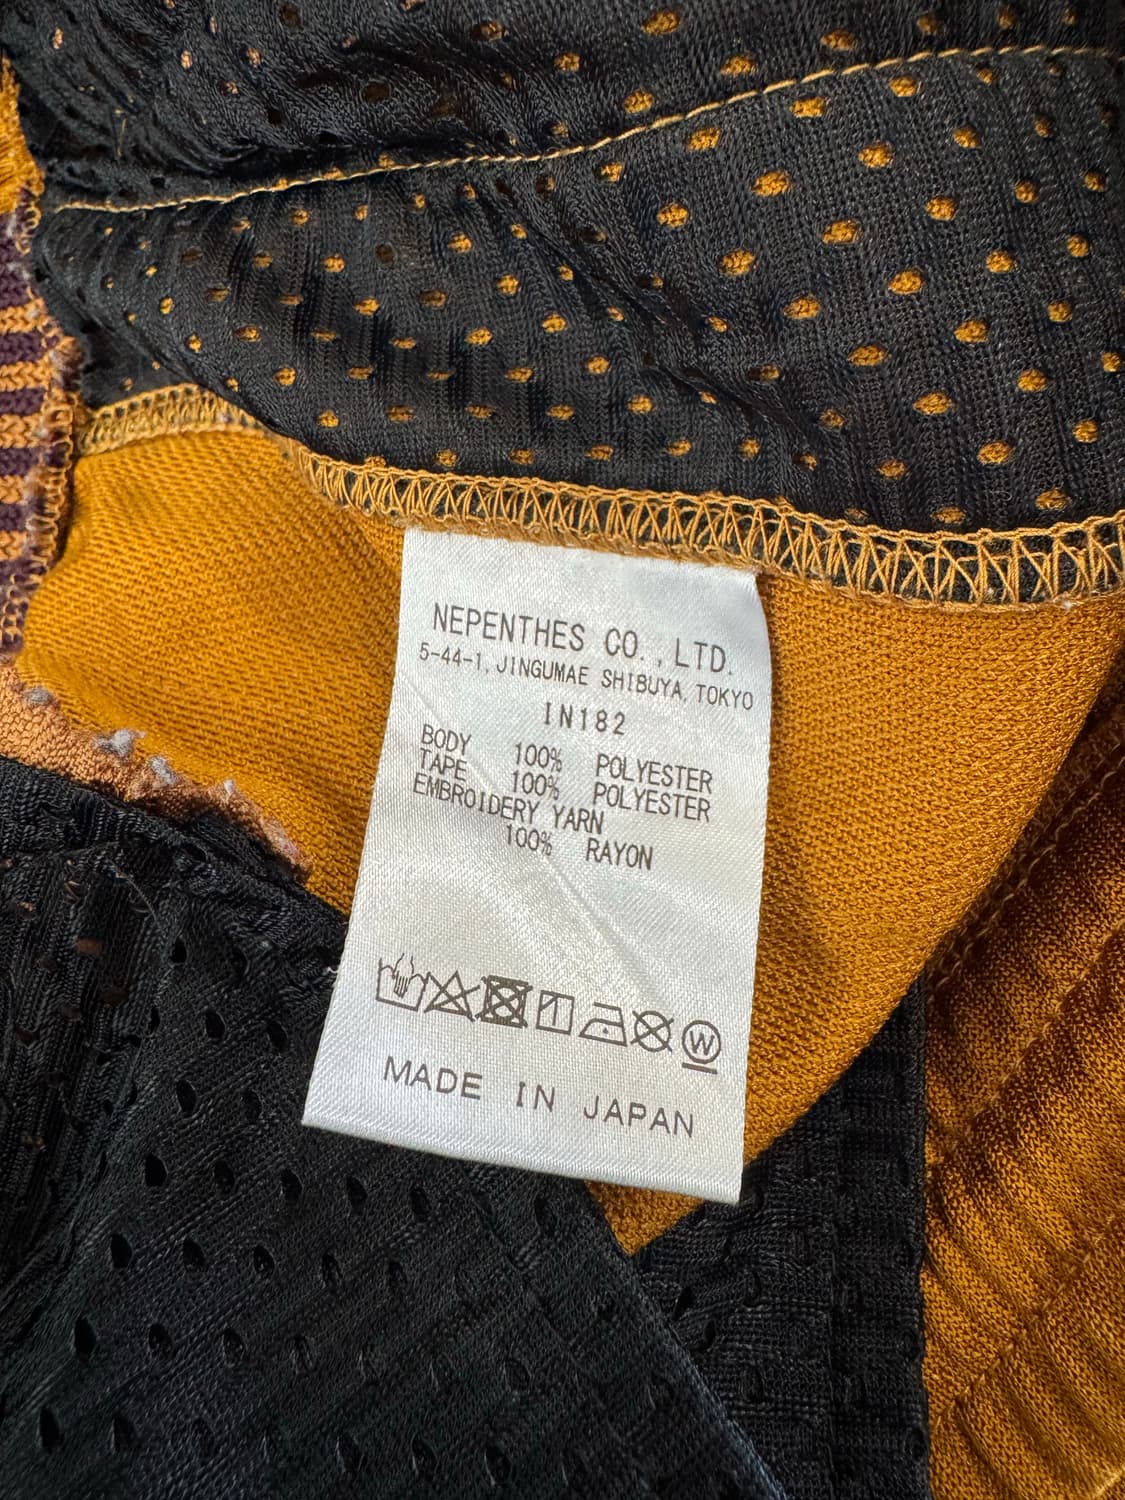 NEPENTHES CO.,LTD.
5-44-1, JINGUMAE SHIBUYA, TOKYO
IN182
BODY 100% POLYESTER
TAPE 100% POLYESTER
EMBROIDERY YARN
100% RAYON
W
MADE IN JAPAN